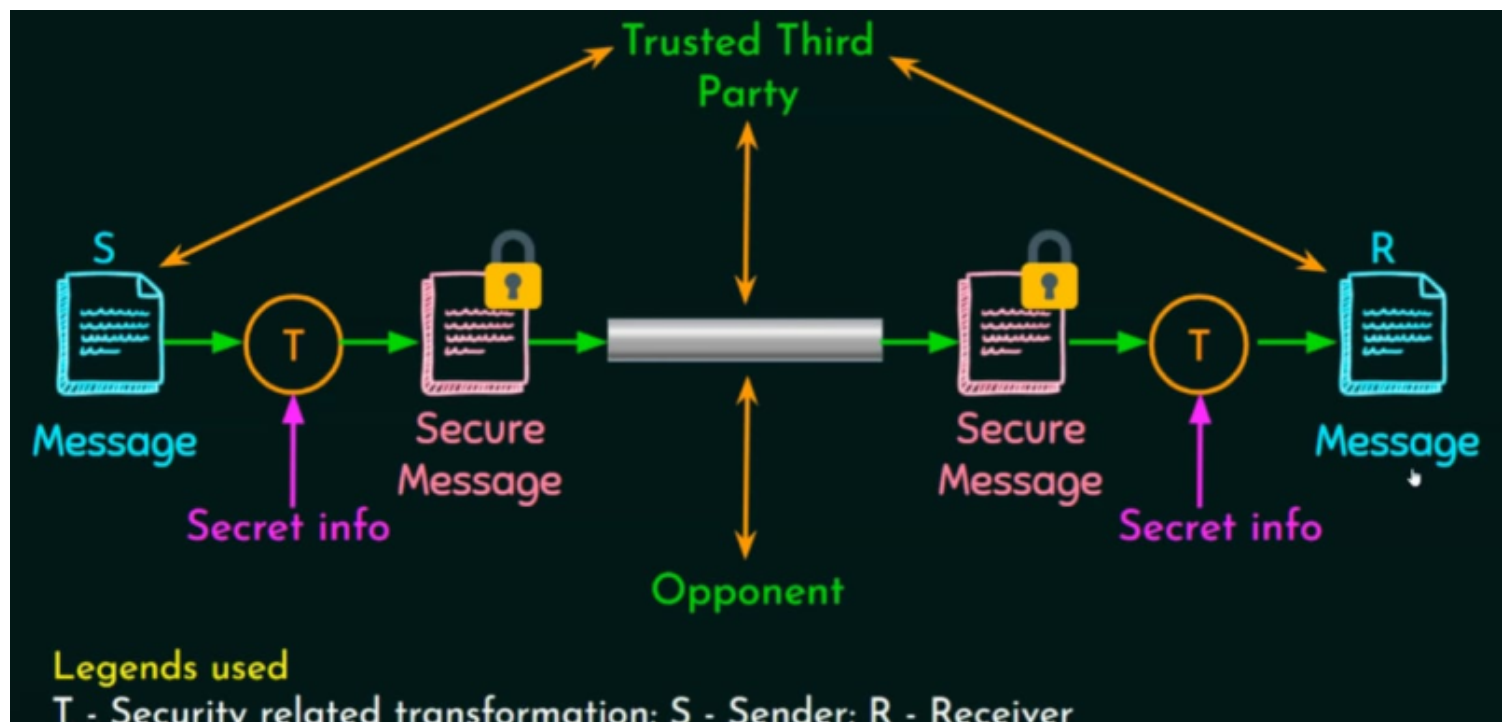 Trusted Third
Party
S
R
T
T
Message
Secure
Message
Secure
Message
Message
Secret info
Secret info
Opponent
Legends used
T - Security related transformation; S - Sender; R - Receiver